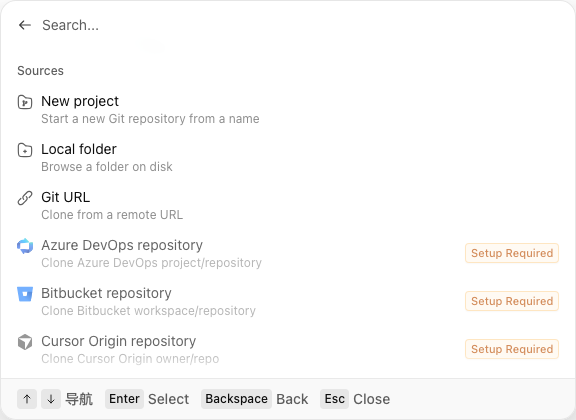 ← Search...
Sources
New project
Start a new Git repository from a name
Local folder
Browse a folder on disk
Git URL
Clone from a remote URL
Azure DevOps repository
Clone Azure DevOps project/repository
Setup Required
Bitbucket repository
Clone Bitbucket workspace/repository
Setup Required
Cursor Origin repository
Clone Cursor Origin owner/repo
Setup Required
↑ ↓ 导航 Enter Select Backspace Back Esc Close